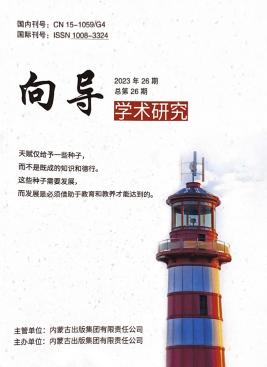 国内刊号：CN 15-1059/G4
国际刊号：ISSN 1008-3324
向导
2023 年 26 期
总第 26 期
学术研究
天赋仅给予一些种子，
而不是既成的知识和德行。
这些种子需要发展，
而发展是必须借助于教育和教养才能达到的。
主管单位：内蒙古出版集团有限责任公司
主办单位：内蒙古出版集团有限责任公司